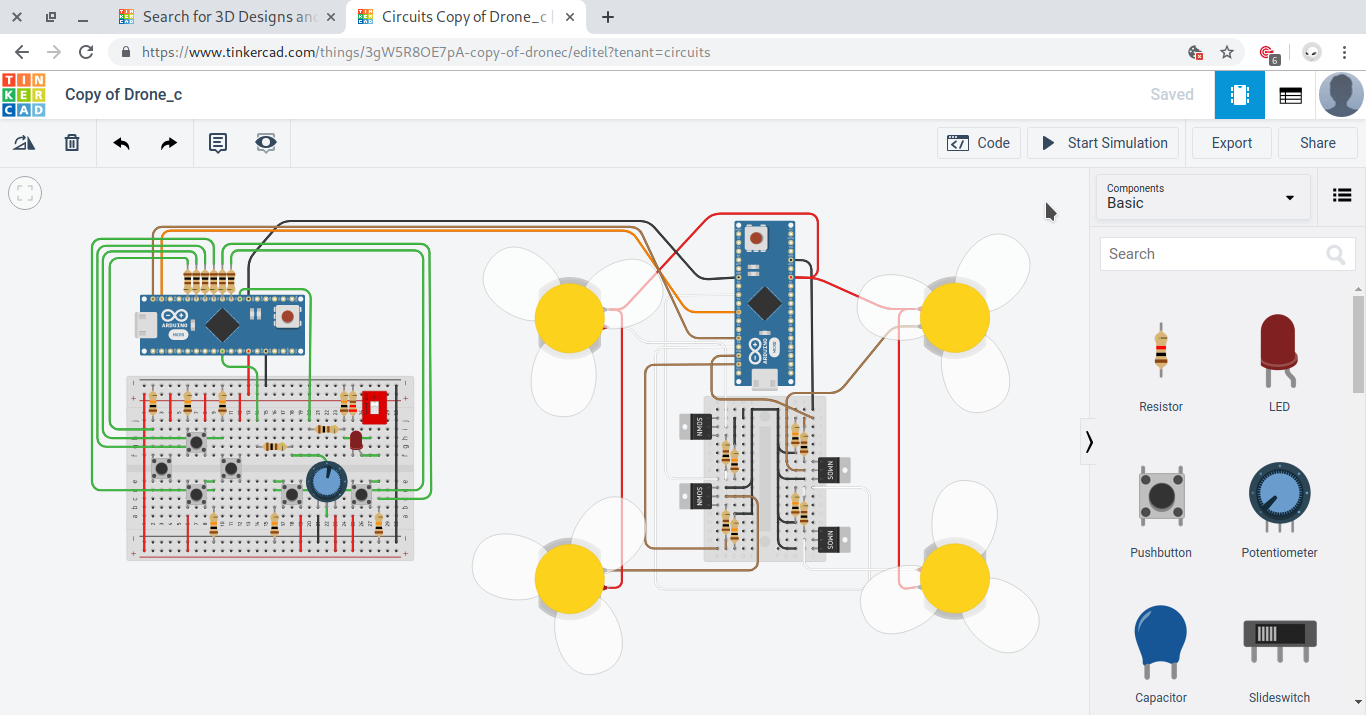 Search for 3D Designs an
Circuits Copy of Drone_c |
https://www.tinkercad.com/things/3gW5R8OE7pA-copy-of-dronec/editel?tenant=circuits
6
TIN
KER
CAD
Copy of Drone_c
Saved
Code
Start Simulation
Export
Share
Components
Basic
Search
Resistor
LED
Pushbutton
Potentiometer
Capacitor
Slideswitch
ARDUINO
ARDUINO
NMOS
NMOS
NMOS
NMOS